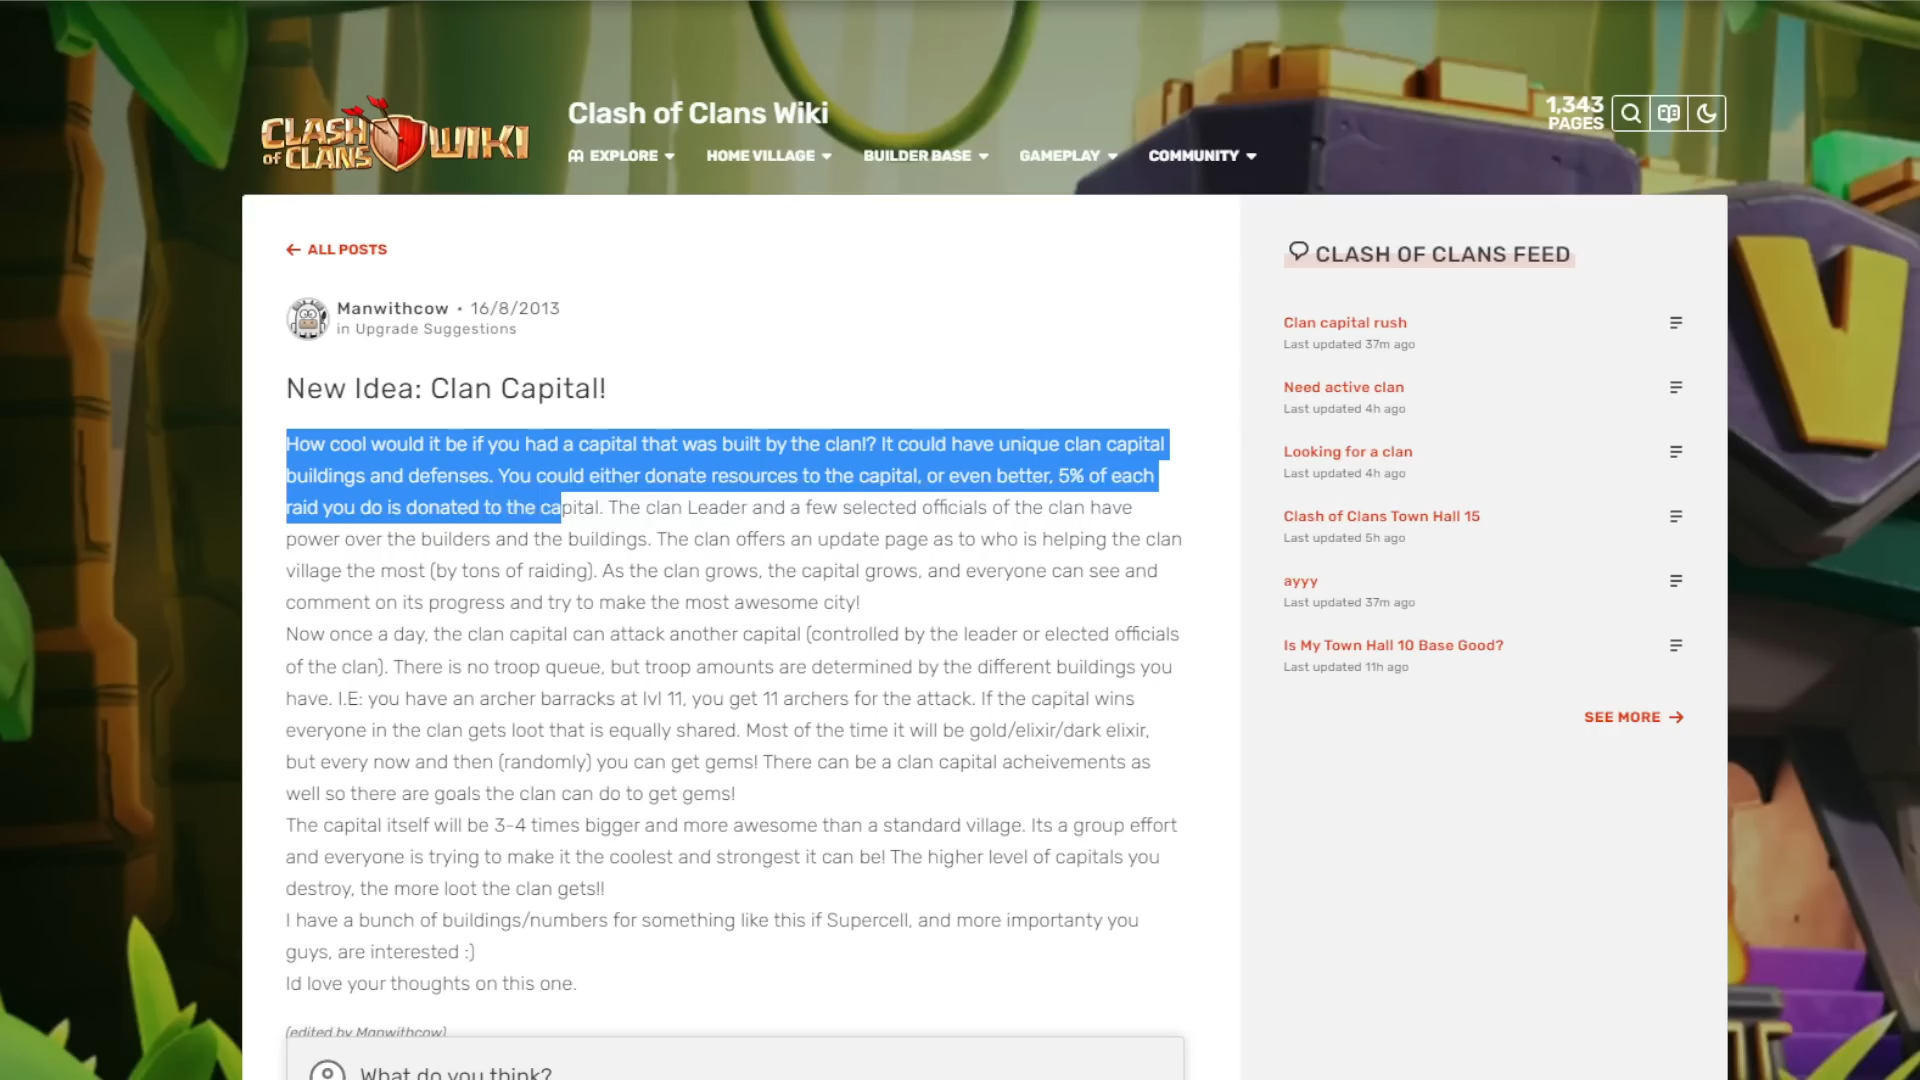 CLASH
OF CLANS
WIKI
Clash of Clans Wiki
EXPLORE
HOME VILLAGE
BUILDER BASE
GAMEPLAY
COMMUNITY
1,343
PAGES
ALL POSTS
Manwithcow • 16/8/2013
in Upgrade Suggestions
New Idea: Clan Capital!
How cool would it be if you had a capital that was built by the clan!? It could have unique clan capital
buildings and defenses. You could either donate resources to the capital, or even better, 5% of each
raid you do is donated to the capital. The clan Leader and a few selected officials of the clan have
power over the builders and the buildings. The clan offers an update page as to who is helping the clan
village the most (by tons of raiding). As the clan grows, the capital grows, and everyone can see and
comment on its progress and try to make the most awesome city!
Now once a day, the clan capital can attack another capital (controlled by the leader or elected officials
of the clan). There is no troop queue, but troop amounts are determined by the different buildings you
have. I.E: you have an archer barracks at lvl 11, you get 11 archers for the attack. If the capital wins
everyone in the clan gets loot that is equally shared. Most of the time it will be gold/elixir/dark elixir,
but every now and then (randomly) you can get gems! There can be a clan capital acheivements as
well so there are goals the clan can do to get gems!
The capital itself will be 3-4 times bigger and more awesome than a standard village. Its a group effort
and everyone is trying to make it the coolest and strongest it can be! The higher level of capitals you
destroy, the more loot the clan gets!!
I have a bunch of buildings/numbers for something like this if Supercell, and more importanty you
guys, are interested :)
Id love your thoughts on this one.
(edited by Manwithcow)
What do you think?
CLASH OF CLANS FEED
Clan capital rush
Last updated 37m ago
Need active clan
Last updated 4h ago
Looking for a clan
Last updated 4h ago
Clash of Clans Town Hall 15
Last updated 5h ago
ayyy
Last updated 37m ago
Is My Town Hall 10 Base Good?
Last updated 11h ago
SEE MORE
V